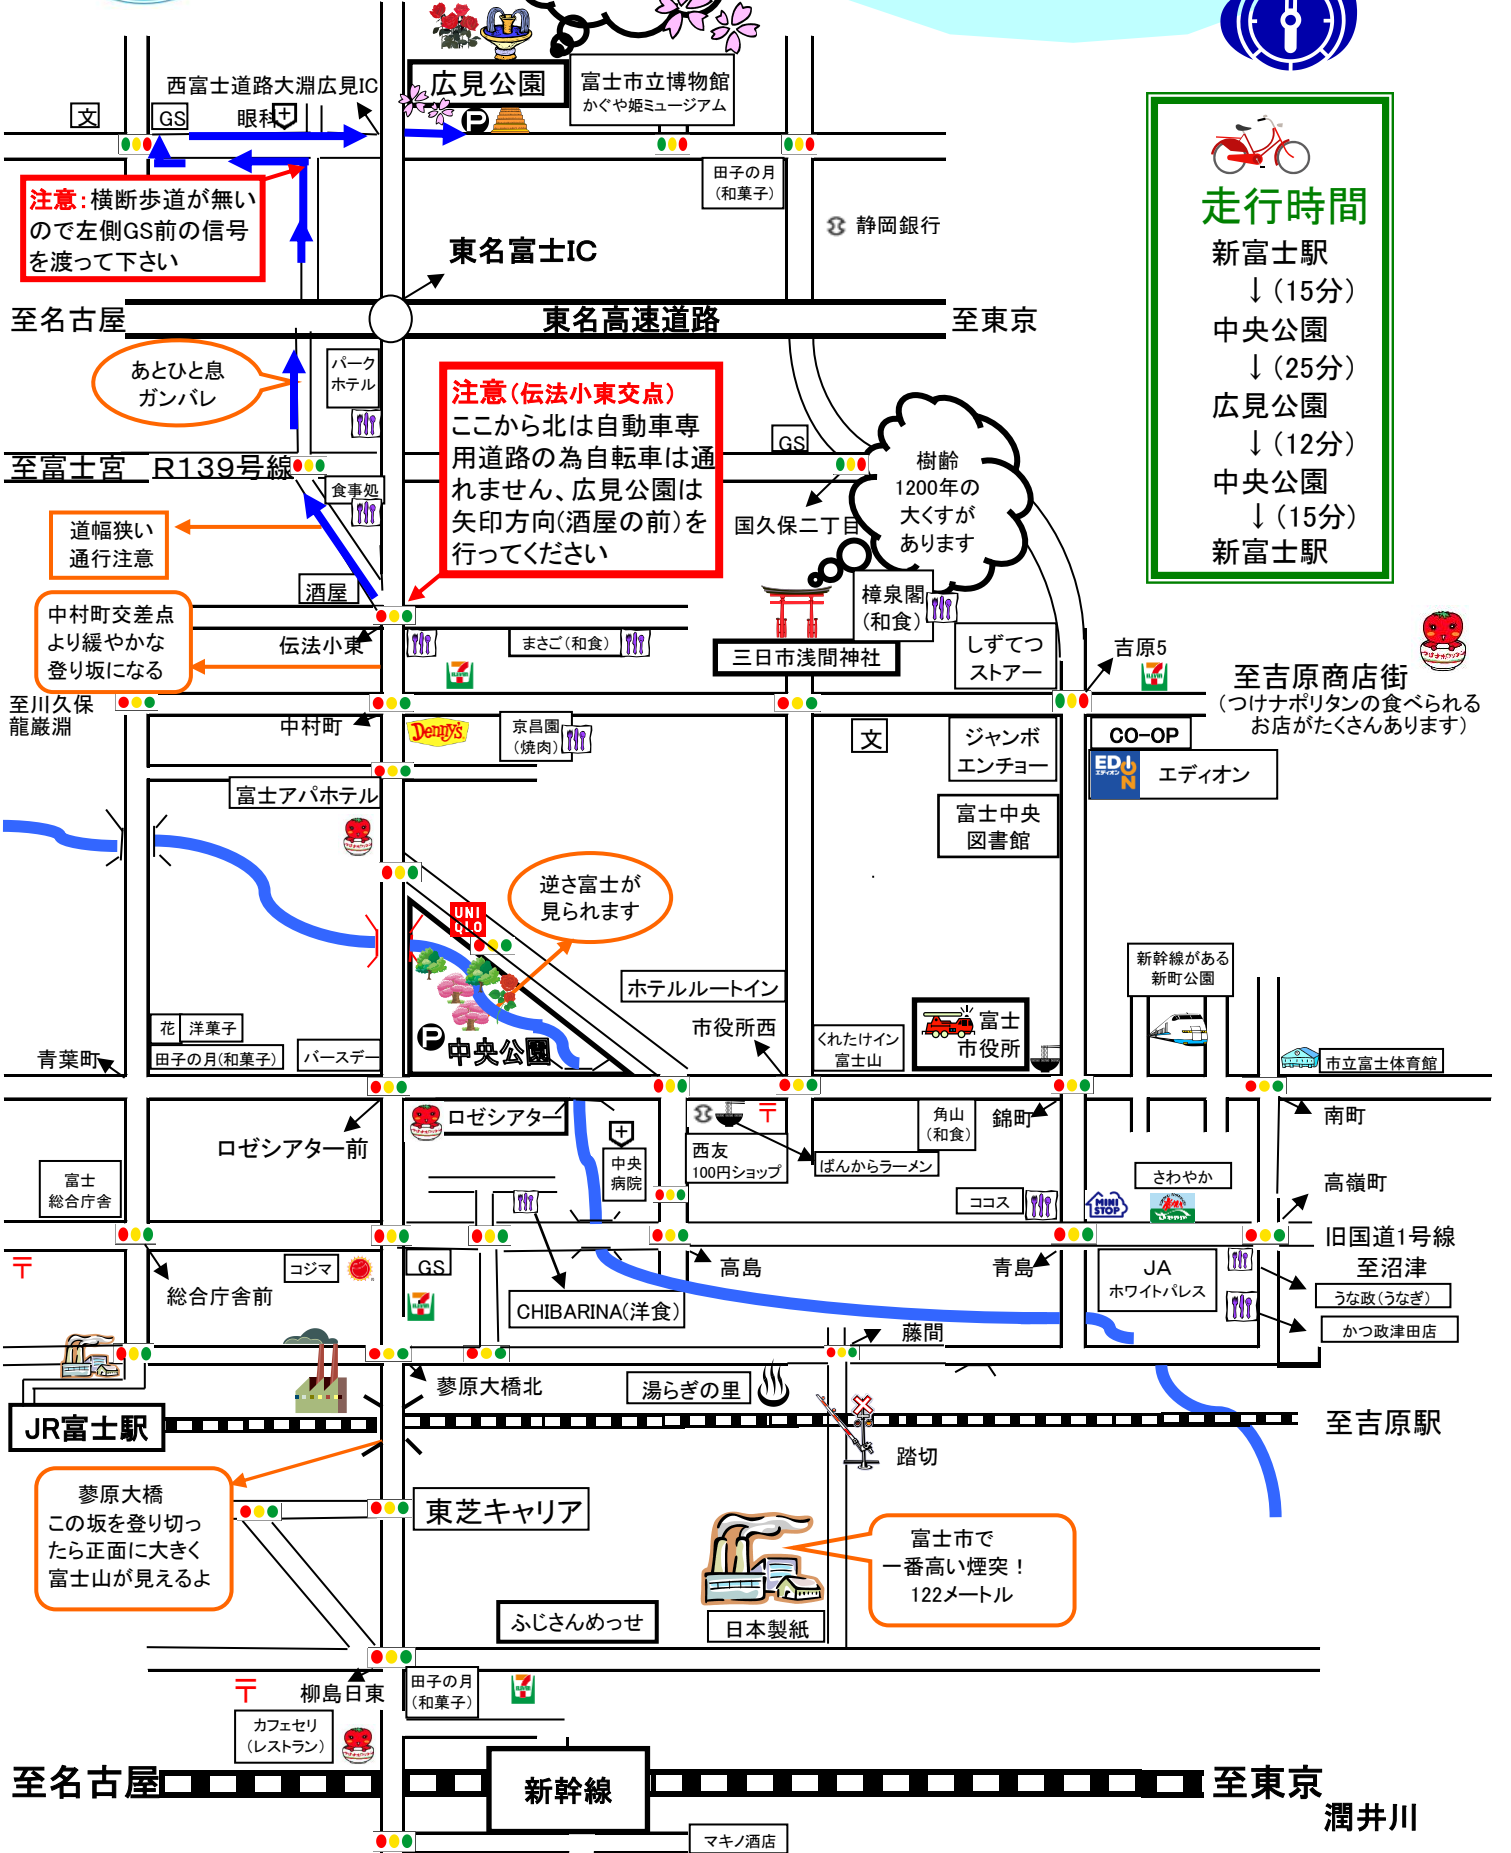 広見公園
富士市立博物館
かぐや姫ミュージアム
西富士道路大淵広見IC
文
GS
眼科
P
田子の月
(和菓子)
静岡銀行
注意:横断歩道が無い
ので左側GS前の信号
を渡って下さい
東名富士IC
至名古屋
東名高速道路
至東京
走行時間
新富士駅
↓(15分)
中央公園
↓(25分)
広見公園
↓(12分)
中央公園
↓(15分)
新富士駅
あとひと息
ガンバレ
パーク
ホテル
注意(伝法小東交点)
ここから北は自動車専
用道路の為自転車は通
れません、広見公園は
矢印方向(酒屋の前)を
行ってください
GS
樹齢
1200年の
大くすが
あります
至富士宮
R139号線
食事処
国久保二丁目
道幅狭い
通行注意
酒屋
樟泉閣
(和食)
中村町交差点
より緩やかな
登り坂になる
伝法小東
まさご(和食)
三日市浅間神社
しずてつ
ストアー
吉原5
至吉原商店街
(つけナポリタンの食べられる
お店がたくさんあります)
至川久保
龍巌淵
中村町
Denny's
京昌園
(焼肉)
文
ジャンボ
エンチョー
CO-OP
EDION
エディオン
エディオン
富士アパホテル
富士中央
図書館
逆さ富士が
見られます
UNI
QLO
ホテルルートイン
新幹線がある
新町公園
花
洋菓子
田子の月(和菓子)
バースデー
P
中央公園
市役所西
くれたけイン
富士山
富士
市役所
市立富士体育館
青葉町
ロゼシアター前
ロゼシアター
中央
病院
〒
西友
100円ショップ
ばんからラーメン
角山
(和食)
錦町
南町
富士
総合庁舎
さわやか
高嶺町
ココス
MINI
STOP
旧国道1号線
至沼津
〒
総合庁舎前
コジマ
GS
CHIBARINA(洋食)
高島
青島
JA
ホワイトパレス
うな政(うなぎ)
かつ政津田店
藤間
蓼原大橋北
湯らぎの里
JR富士駅
至吉原駅
踏切
蓼原大橋
この坂を登り切っ
たら正面に大きく
富士山が見えるよ
東芝キャリア
富士市で
一番高い煙突!
122メートル
ふじさんめっせ
日本製紙
〒
柳島日東
田子の月
(和菓子)
カフェセリ
(レストラン)
至名古屋
新幹線
至東京
潤井川
マキノ酒店